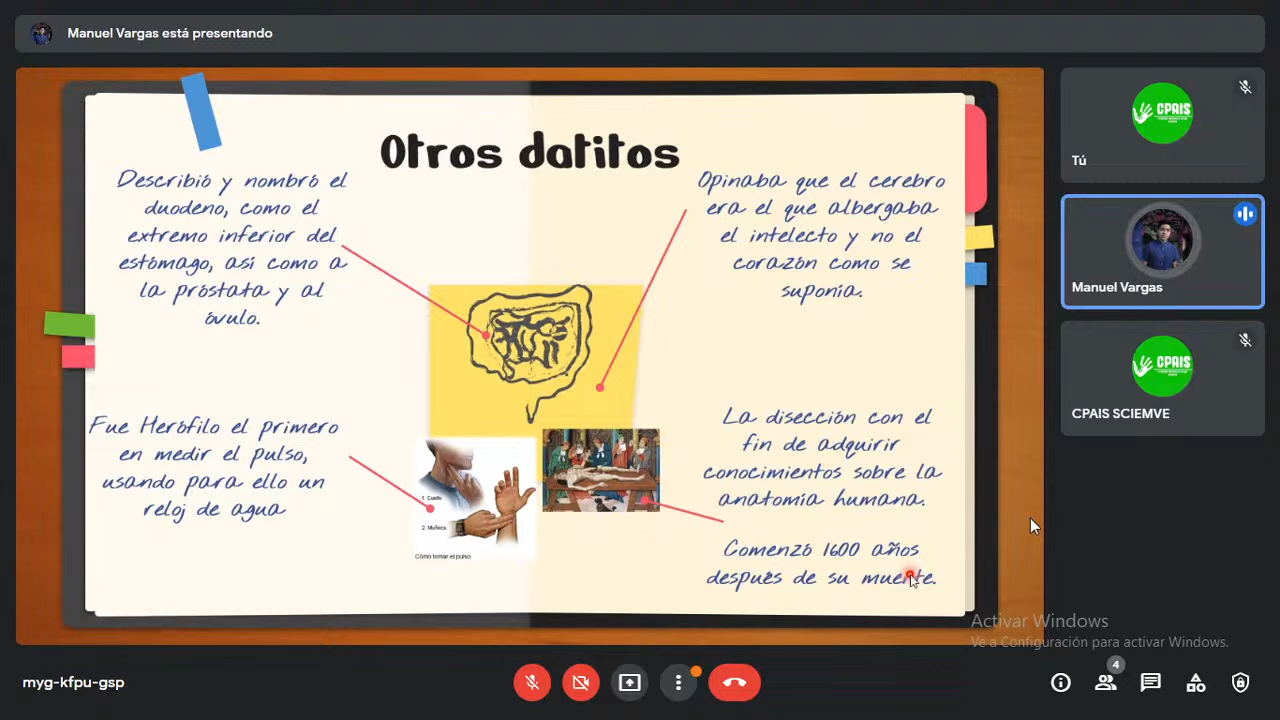 Manuel Vargas está presentando
Otros datitos
Describió y nombró el
duodeno, como el
extremo inferior del
estómago, así como a
la próstata y al
óvulo.
Opinaba que el cerebro
era el que albergaba
el intelecto y no el
corazón como se
suponía.
Fue Herófilo el primero
en medir el pulso,
usando para ello un
reloj de agua
1. Cuello
2. Muñeca
Cómo tomar el pulso
La disección con el
fin de adquirir
conocimientos sobre la
anatomía humana.
Comenzó 1600 años
después de su muerte.
CPAIS
Tú
Manuel Vargas
CPAIS
CPAIS SCIEMVE
Activar Windows
Ve a Configuración para activar Windows.
myg-kfpu-gsp
4